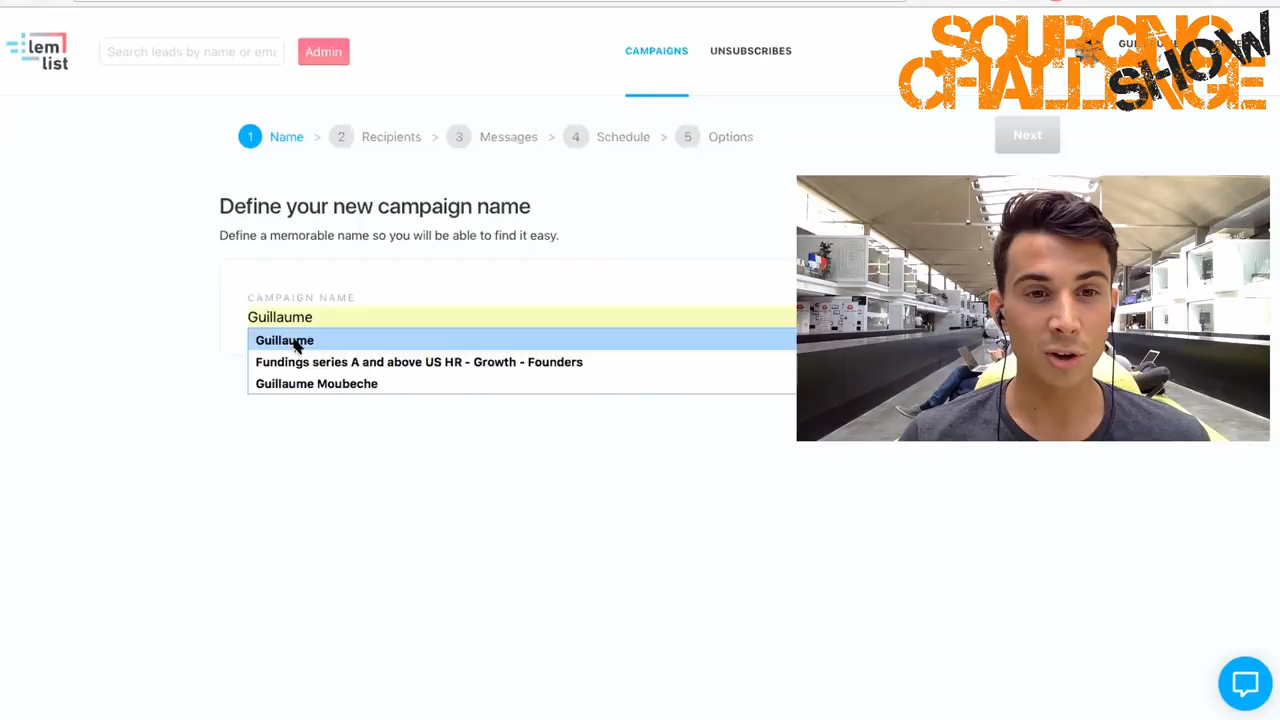 lem
list
Search leads by name or ema
Admin
CAMPAIGNS
UNSUBSCRIBES
SOURCING
CHALLENGE
SHOW
1 Name > 2 Recipients > 3 Messages > 4 Schedule > 5 Options
Next
Define your new campaign name
Define a memorable name so you will be able to find it easy.
CAMPAIGN NAME
Guillaume
Guillaume
Fundings series A and above US HR - Growth - Founders
Guillaume Moubeche